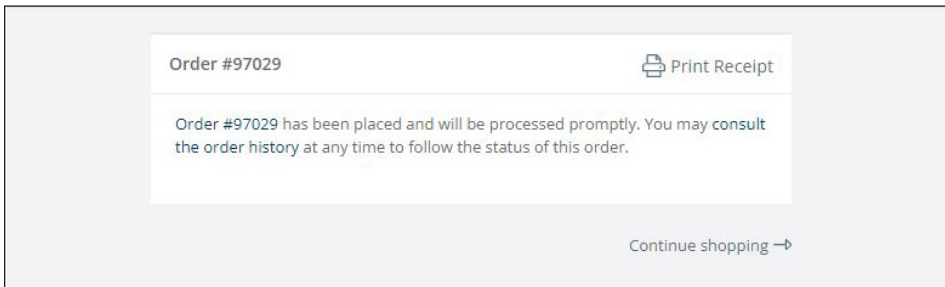 Order #97029
Print Receipt
Order #97029 has been placed and will be processed promptly. You may consult
the order history at any time to follow the status of this order.
Continue shopping